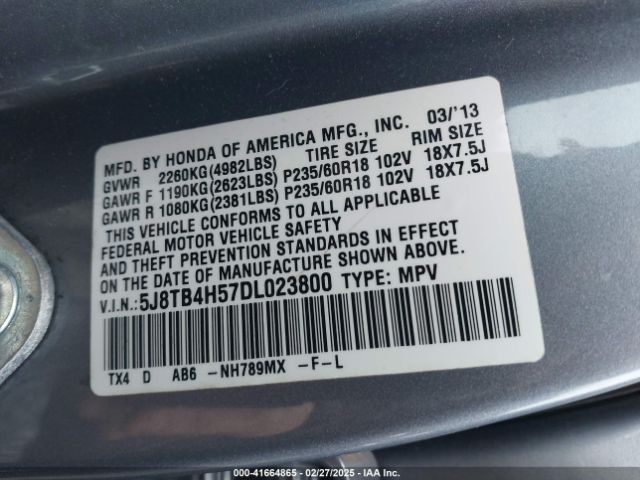 MFD. BY HONDA OF AMERICA MFG., INC. 03/'13
GVWR 2260KG(4982LBS) TIRE SIZE RIM SIZE
GAWR F 1190KG(2623LBS) P235/60R18 102V 18X7.5J
GAWR R 1080KG(2381LBS) P235/60R18 102V 18X7.5J
THIS VEHICLE CONFORMS TO ALL APPLICABLE
FEDERAL MOTOR VEHICLE SAFETY
AND THEFT PREVENTION STANDARDS IN EFFECT
ON THE DATE OF MANUFACTURE SHOWN ABOVE.
V.I.N.: 5J8TB4H57DL023800 TYPE: MPV
TX4 D AB6 -NH789MX -F-L
000-41664865 - 02/27/2025 - IAA Holdings, LLC